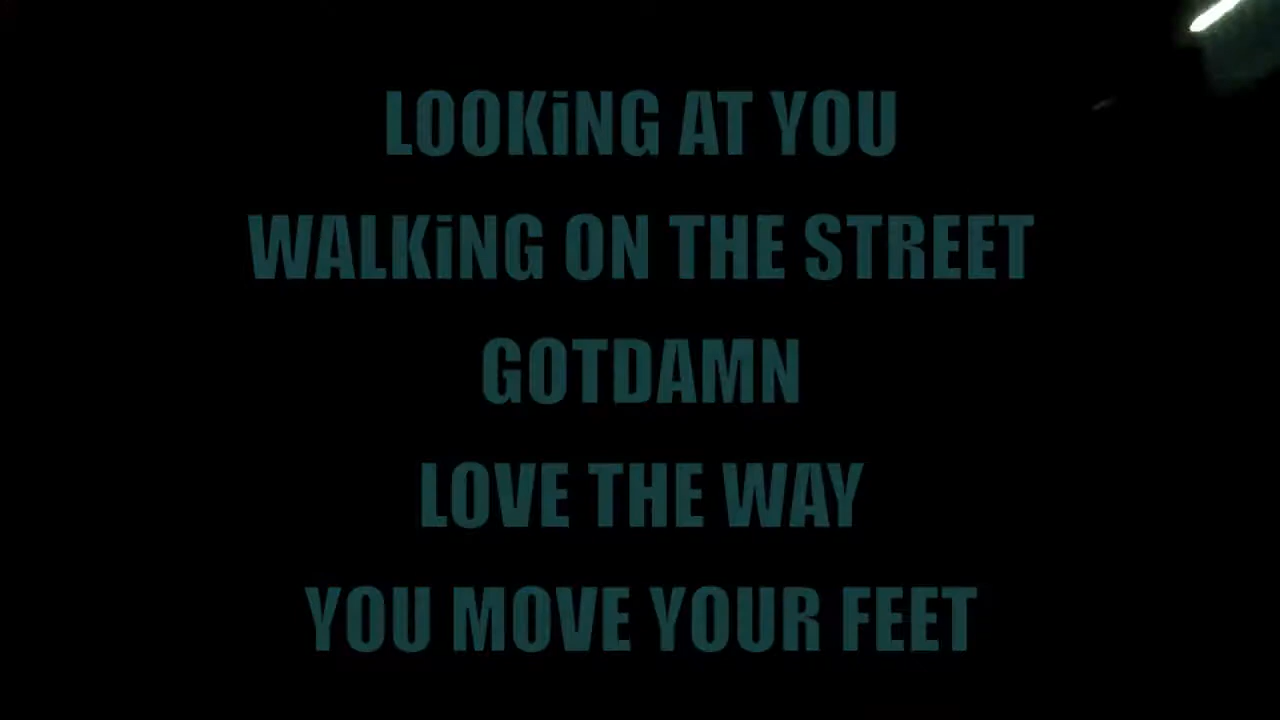 LOOKiNG AT YOU
WALKiNG ON THE STREET
GOTDAMN
LOVE THE WAY
YOU MOVE YOUR FEET